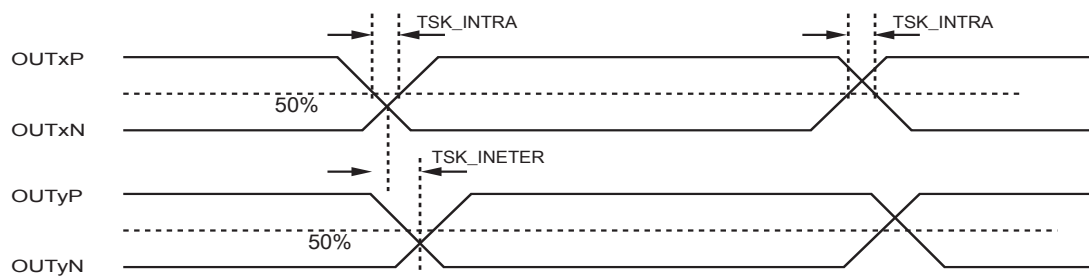 TSK_INTRA TSK_INTRA
OUTxP
50%
OUTxN
TSK_INETER
OUTyP
50%
OUTyN